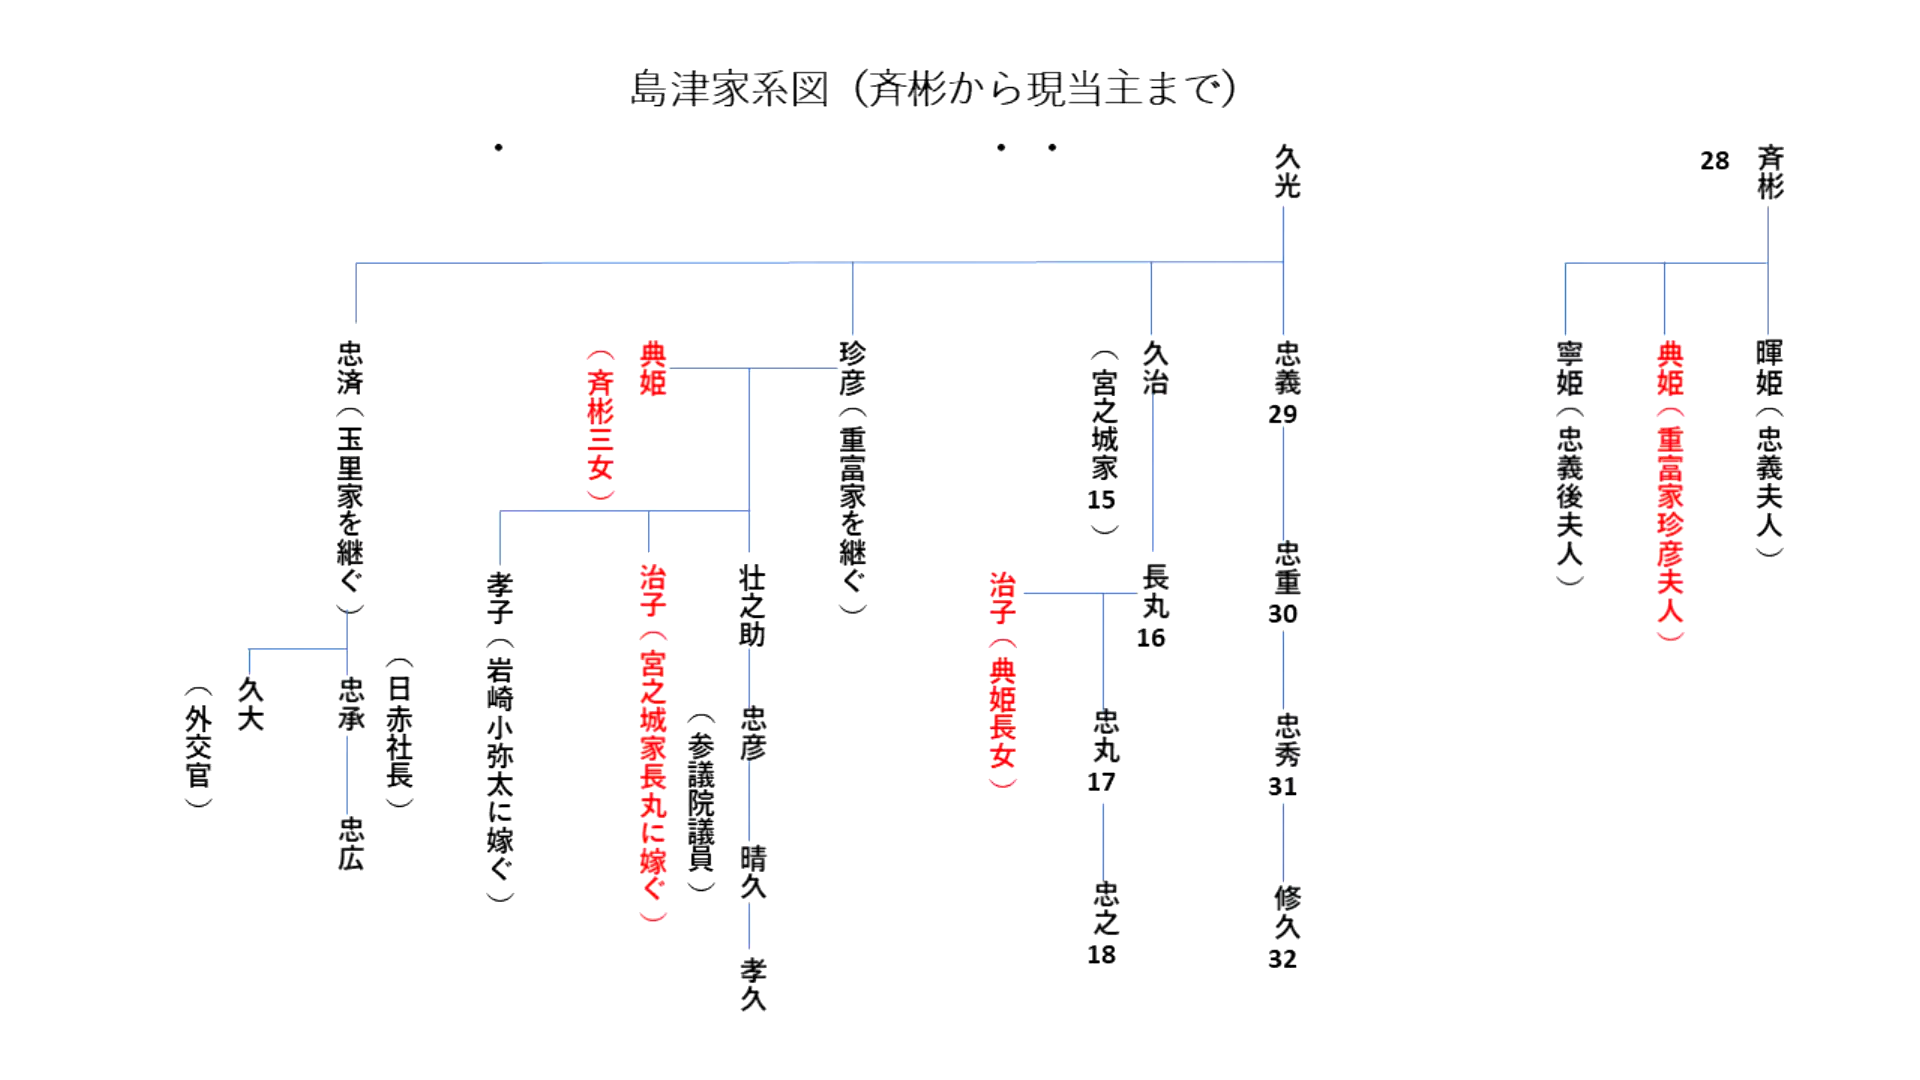 島津家系図（斉彬から現当主まで）
斉彬
28
暉姫（忠義夫人）
典姫（重富家珍彦夫人）
寧姫（忠義後夫人）
久光
忠義
29
忠重
30
忠秀
31
修久
32
久治
（宮之城家
15
）
長丸
16
治子（典姫長女）
忠丸
17
忠之
18
珍彦（重富家を継ぐ）
典姫
（斉彬三女）
壮之助
忠彦
（参議院議員）
晴久
孝久
治子（宮之城家長丸に嫁ぐ）
孝子（岩崎小弥太に嫁ぐ）
忠済（玉里家を継ぐ）
（日赤社長）
忠承
忠広
久大
（外交官）